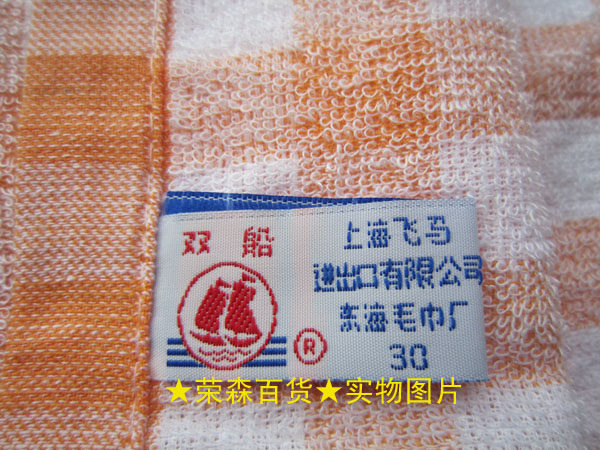 双船
®
上海飞马
进出口有限公司
东海毛巾厂
30
★荣森百货★实物图片